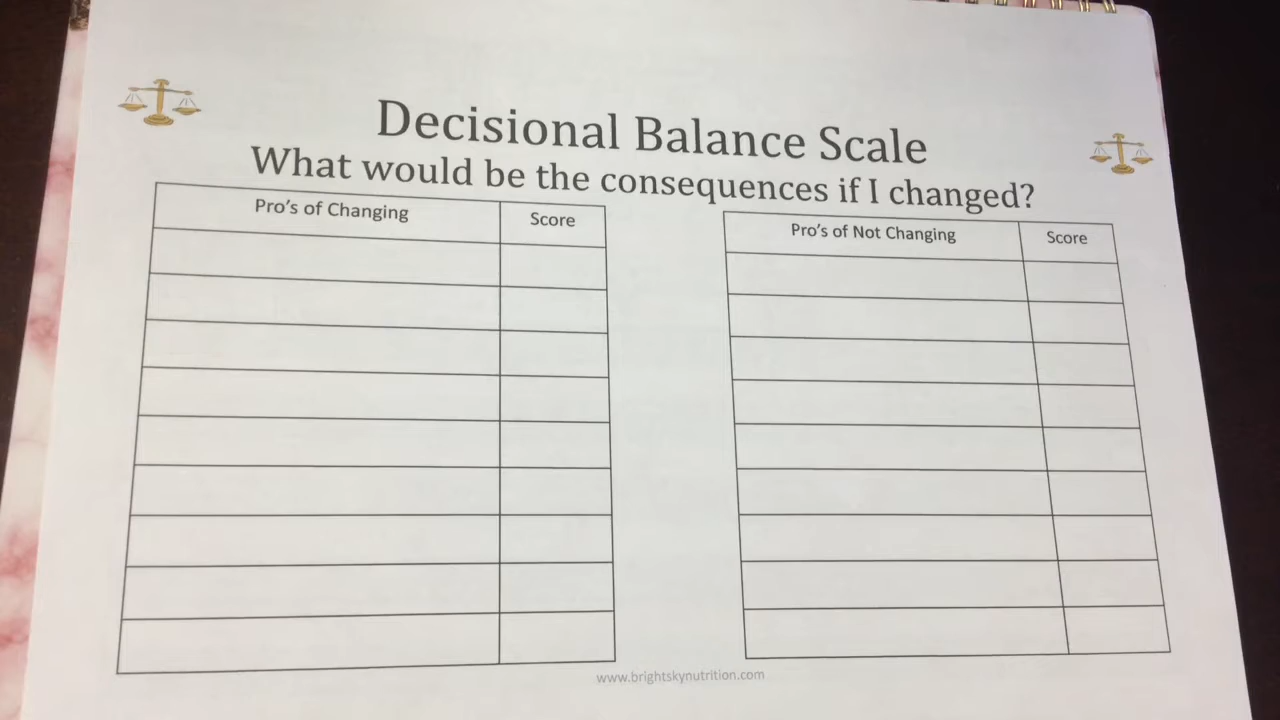 Decisional Balance Scale
What would be the consequences if I changed?
Pro's of Changing
Score
Pro's of Not Changing
Score
www.brightskynutrition.com